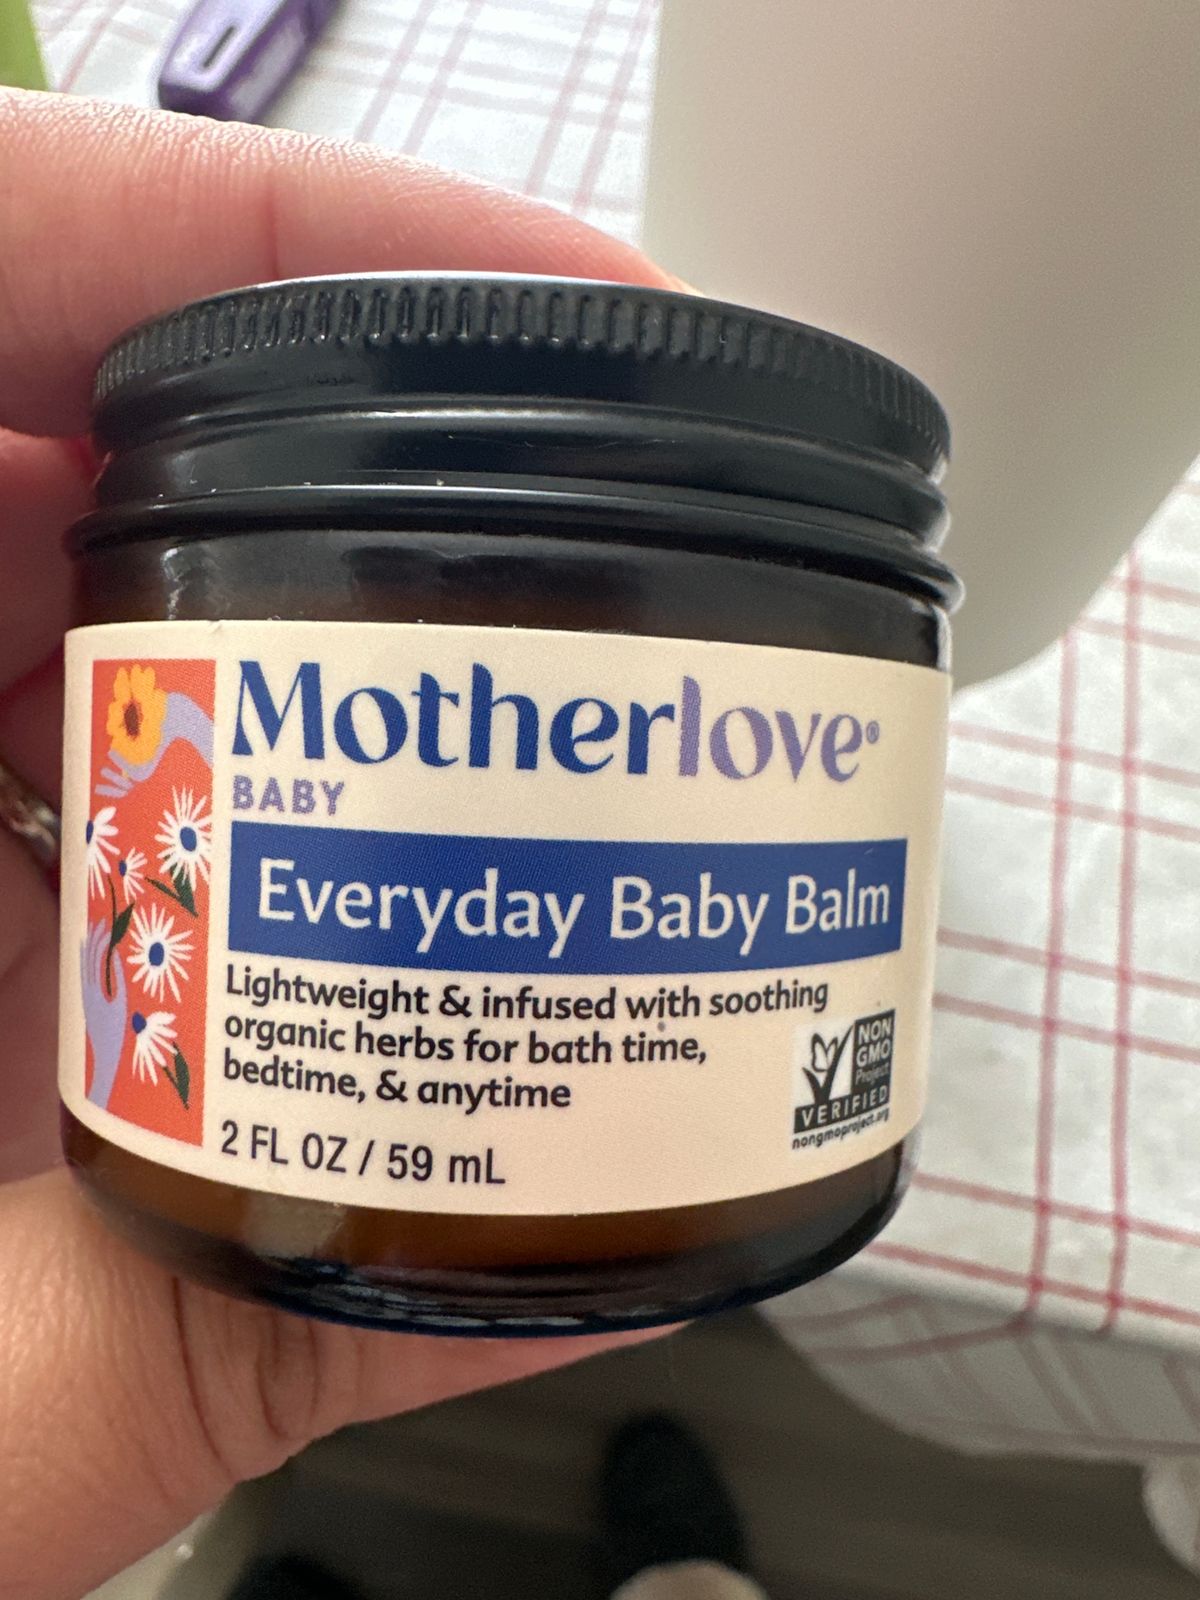 Motherlove®
BABY
Everyday Baby Balm
Lightweight & infused with soothing
organic herbs for bath time,
bedtime, & anytime
2 FL OZ / 59 mL
NON
GMO
Project
VERIFIED
nongmoproject.org